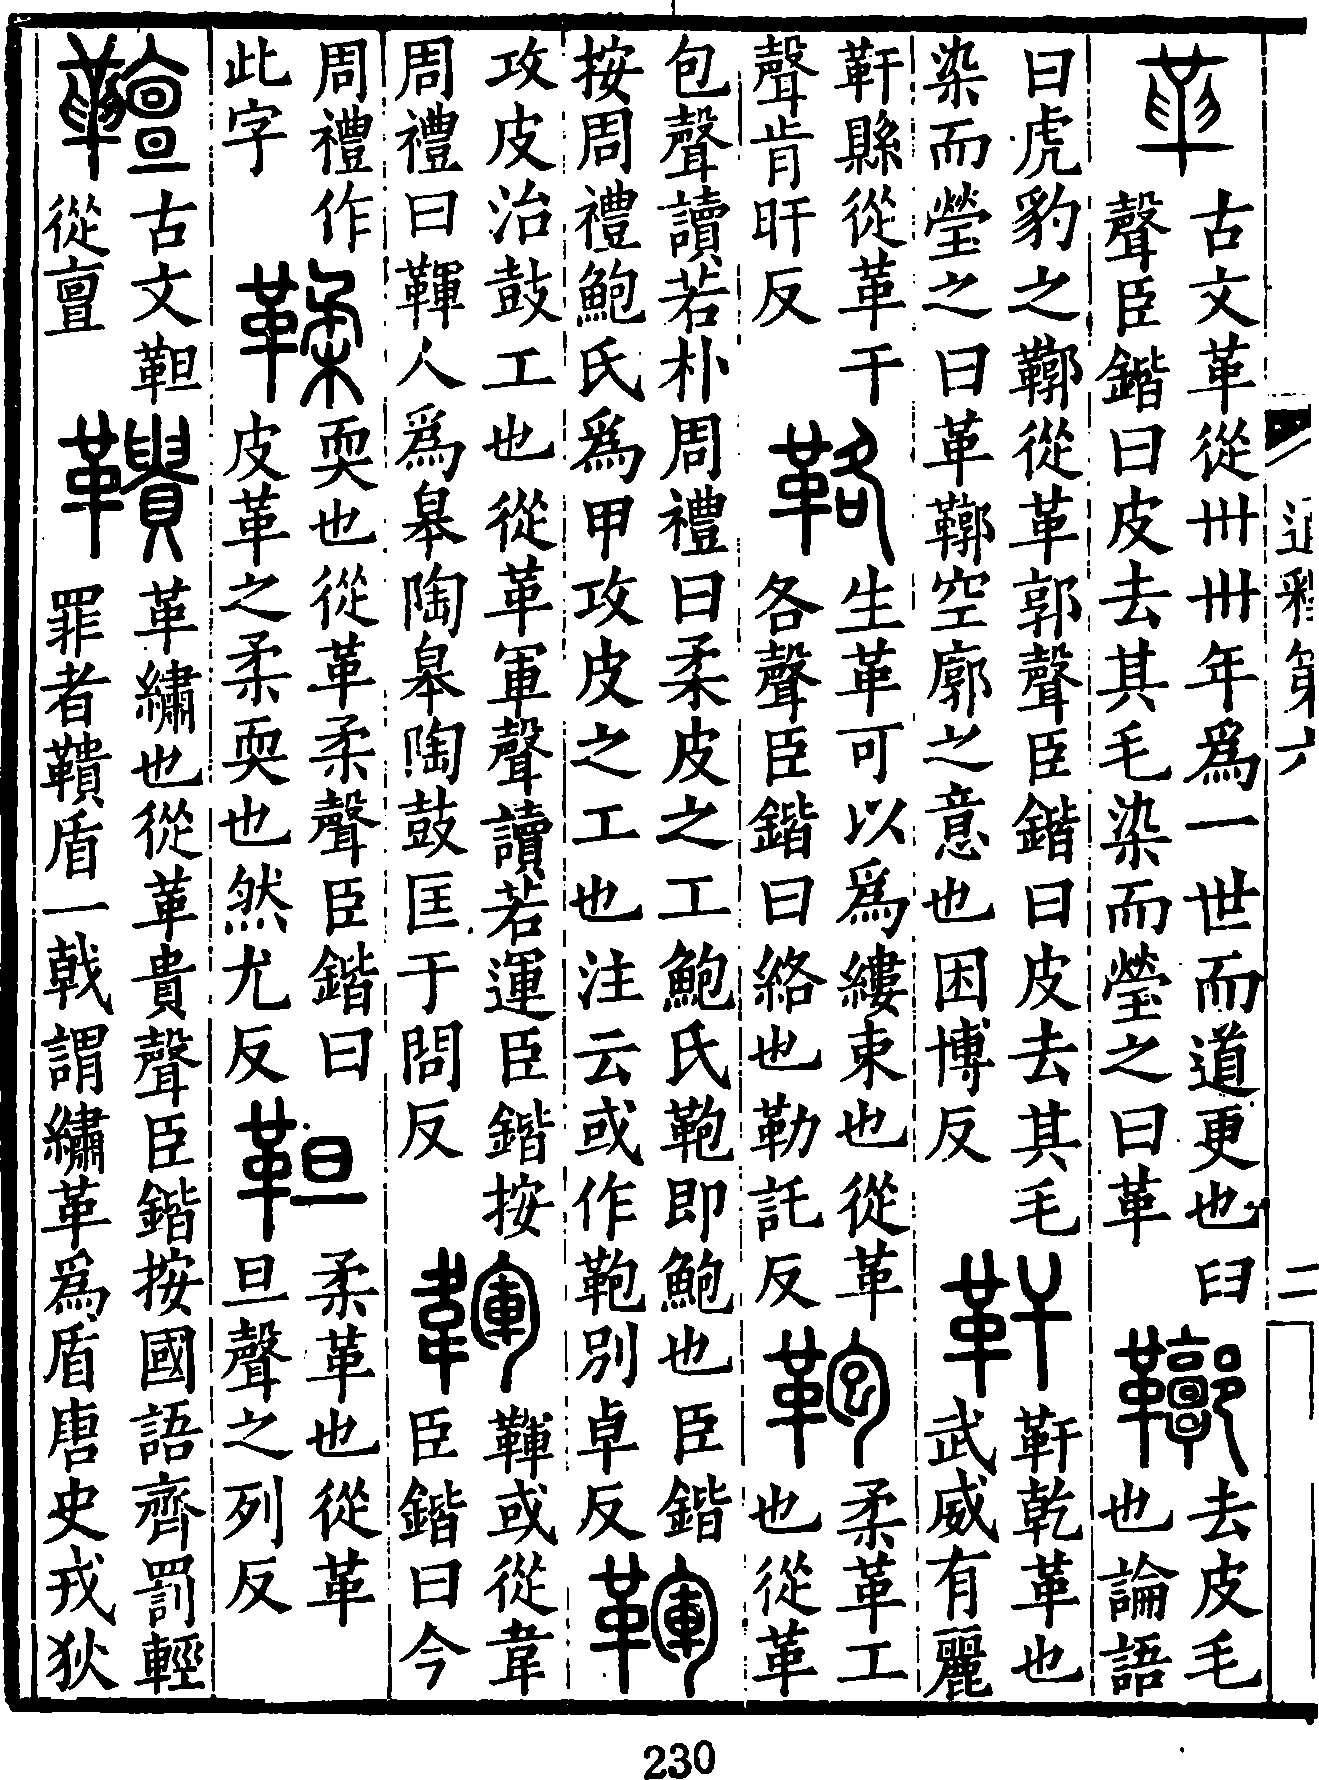 通釋第六
二
革
古文革從卅卅年爲一世而道更也臼
聲臣鍇曰皮去其毛染而瑩之曰革
鞹
去皮毛
也論語
曰虎豹之鞹從革郭聲臣鍇曰皮去其毛
染而瑩之曰革鞹空廓之意也困博反
靬
靬乾革也
武威有麗
靬縣從革干
聲肯旰反
䩣
生革可以爲縷束也從革
各聲臣鍇曰絡也勒託反
鞄
柔革工
也從革
包聲讀若朴周禮曰柔皮之工鮑氏鞄即鮑也臣鍇
按周禮鮑氏爲甲攻皮之工也注云或作鞄別卓反
䩵
攻皮治鼓工也從革軍聲讀若運臣鍇按
周禮曰䩵人爲皋陶皋陶鼓匡于問反
韗
䩵或從韋
臣鍇曰今
周禮作
此字
鞣
耎也從革柔聲臣鍇曰
皮革之柔耎也然尤反
靼
柔革也從革
旦聲之列反
韇
古文靼
從亶
鞼
革繡也從革貴聲臣鍇按國語齊罰輕
罪者鞼盾一戟謂繡革爲盾唐史戎狄
230